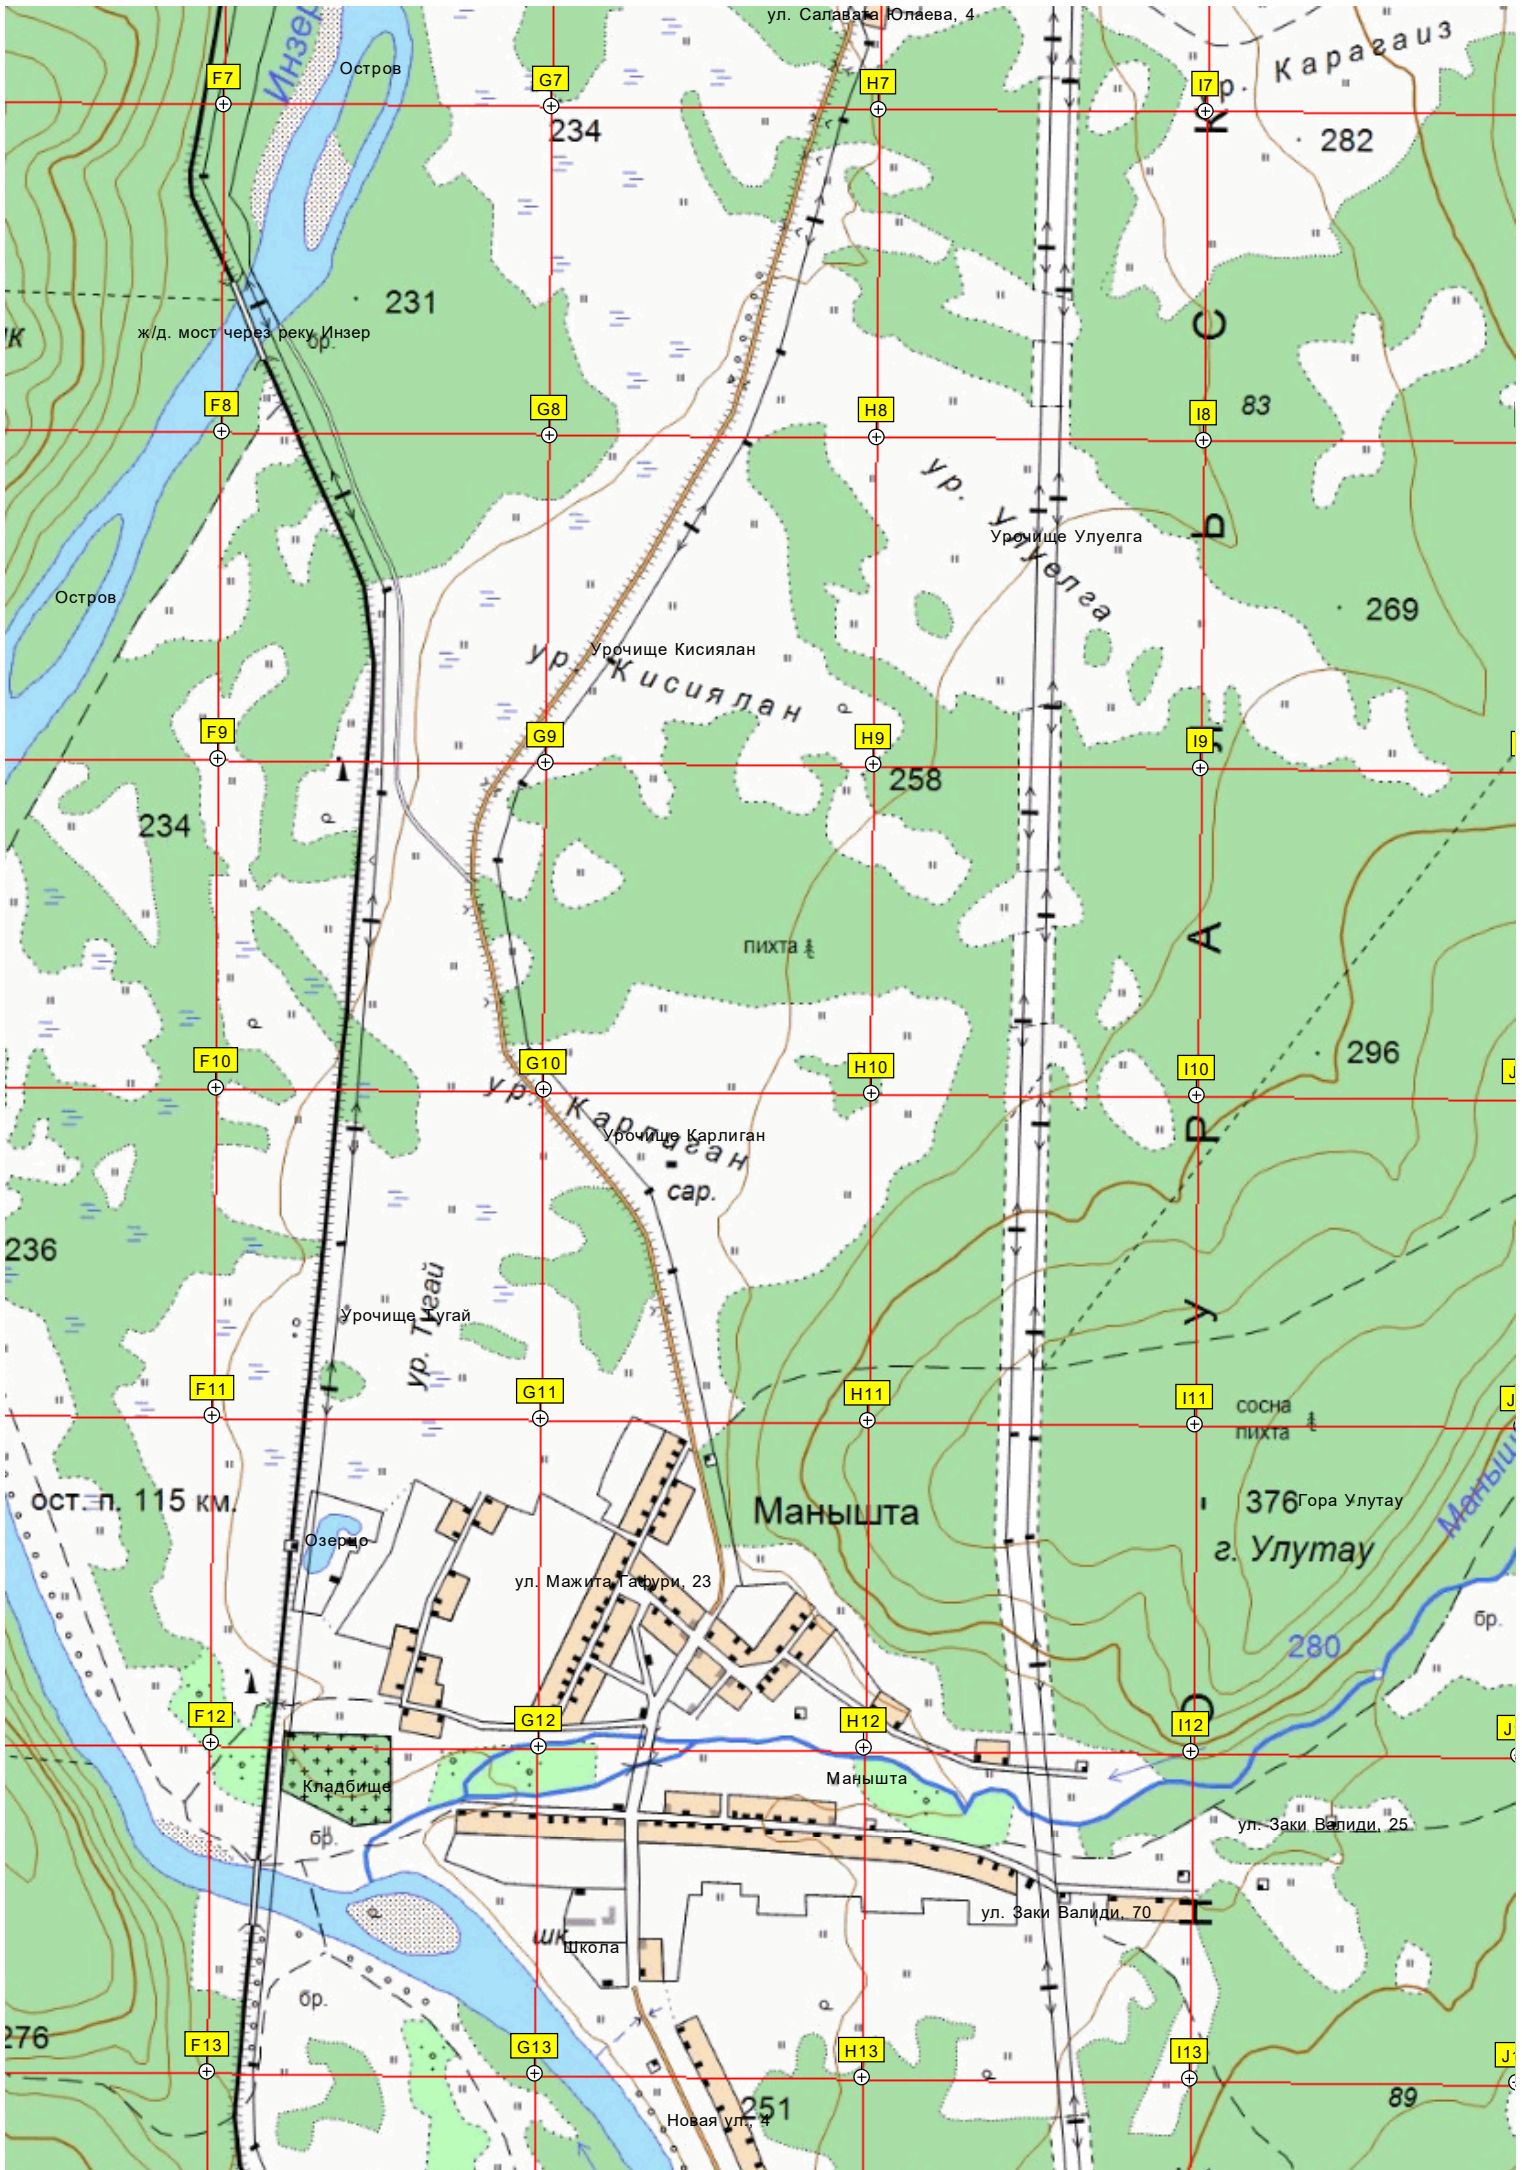 ул. Салавата Юлаева, 4
Инзер
Остров
р. Карагаиз
F7
G7
H7
I7
234
К
282
231
ж/д. мост через реку Инзер
бр.
С
F8
G8
H8
I8
83
ур. Улуелга
Урочище Улуелга
Ы
Остров
269
ур. Кисиялан
Урочище Кисиялан
F9
G9
H9
I9
Л
258
234
А
пихта
F10
G10
H10
I10
296
ур. Карлиган
Урочище Карлиган
Р
сар.
236
ур. Тугай
Урочище Тугай
У
F11
G11
H11
I11
сосна
пихта
ост. п. 115 км.
Манышта
376
Гора Улутау
г. Улутау
Озерцо
ул. Мажита Гафури, 23
280
бр.
F12
G12
H12
I12
Кладбище
Манышта
бр.
ул. Заки Валиди, 25
ул. Заки Валиди, 70
Н
шк.
Школа
бр.
276
F13
G13
H13
I13
89
251
Новая ул., 4